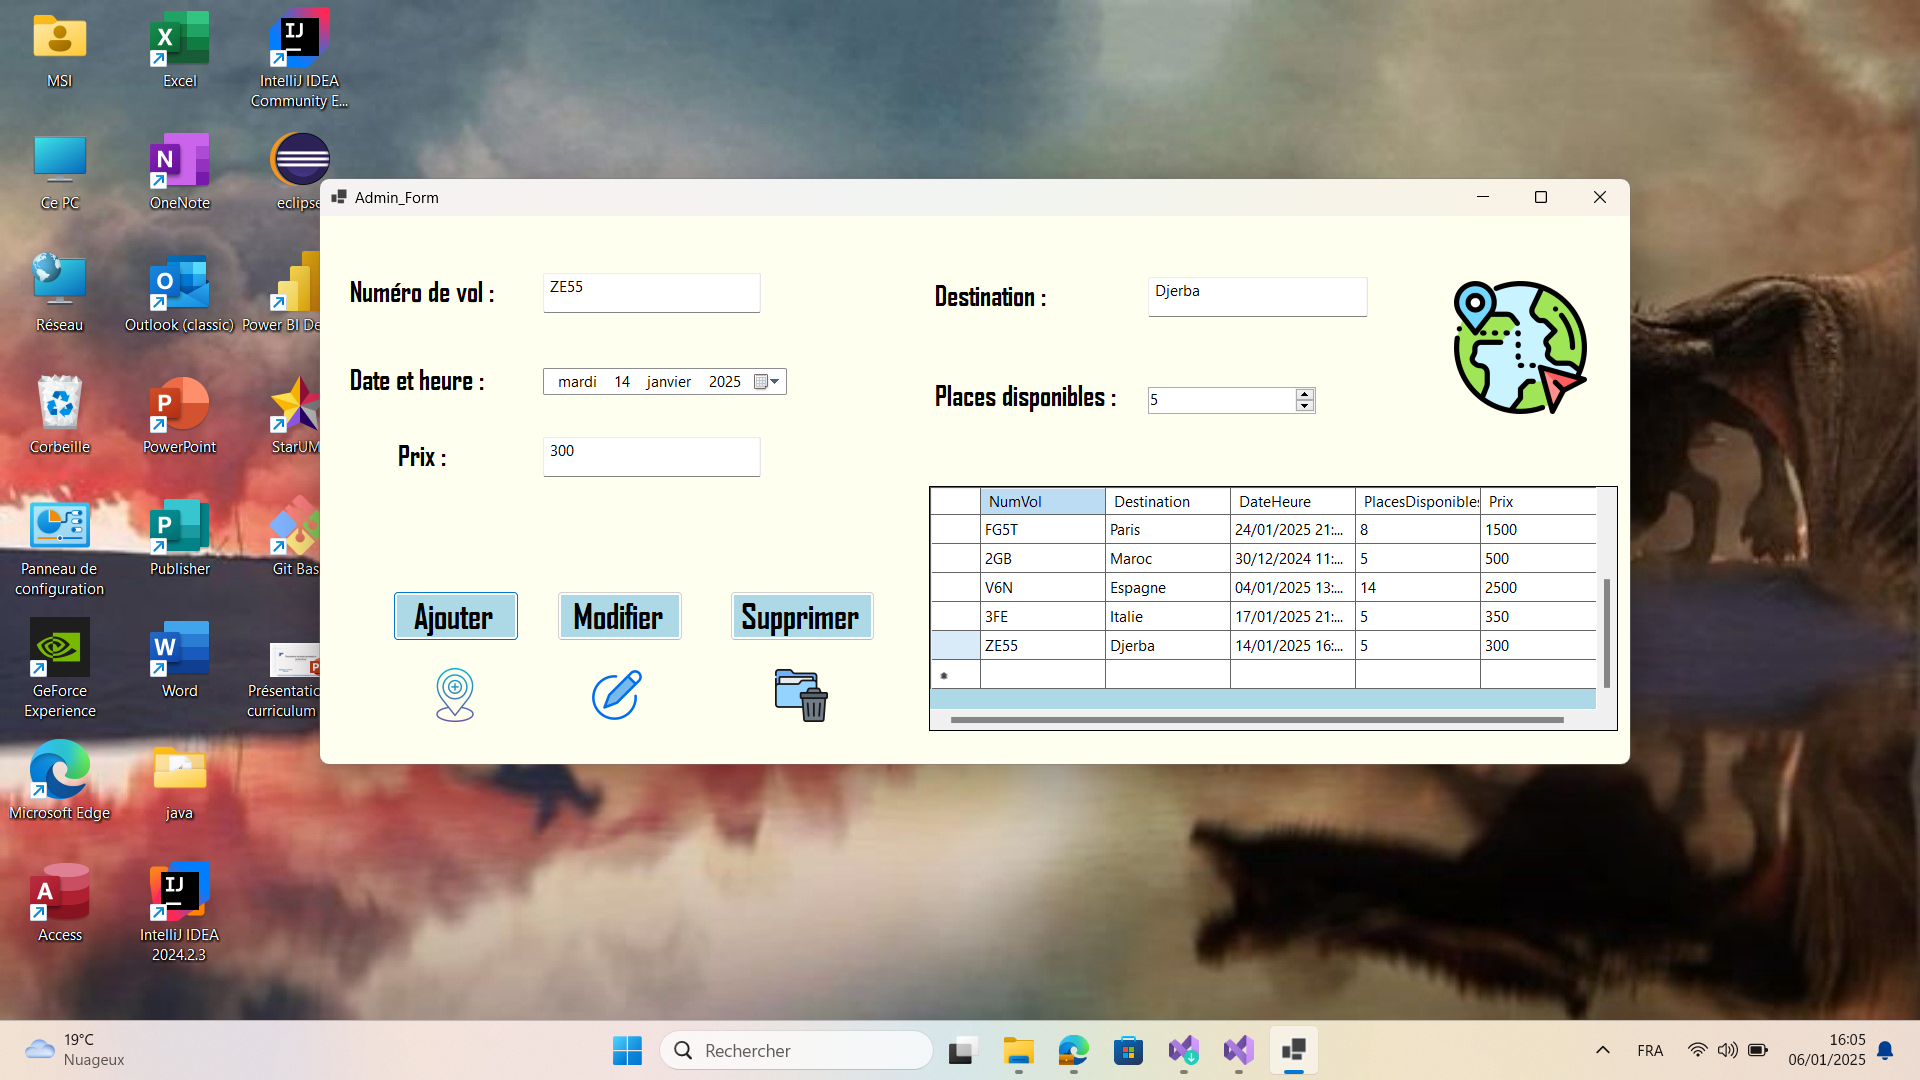 MSI
Excel
IntelliJ IDEA
Community E...
Ce PC
OneNote
eclipse
Réseau
Outlook (classic)
Power BI De
Corbeille
PowerPoint
StarUM
Panneau de
configuration
Publisher
Git Bas
GeForce
Experience
Word
Présentatio
curriculum
Microsoft Edge
java
Access
IntelliJ IDEA
2024.2.3
Admin_Form
Numéro de vol :
ZE55
Destination :
Djerba
Date et heure :
mardi 14 janvier 2025
Places disponibles :
5
Prix :
300
Ajouter
Modifier
Supprimer
NumVol Destination DateHeure PlacesDisponibles Prix
FG5T Paris 24/01/2025 21:... 8 1500
2GB Maroc 30/12/2024 11:... 5 500
V6N Espagne 04/01/2025 13:... 14 2500
3FE Italie 17/01/2025 21:... 5 350
ZE55 Djerba 14/01/2025 16:... 5 300
19°C
Nuageux
Rechercher
FRA
16:05
06/01/2025